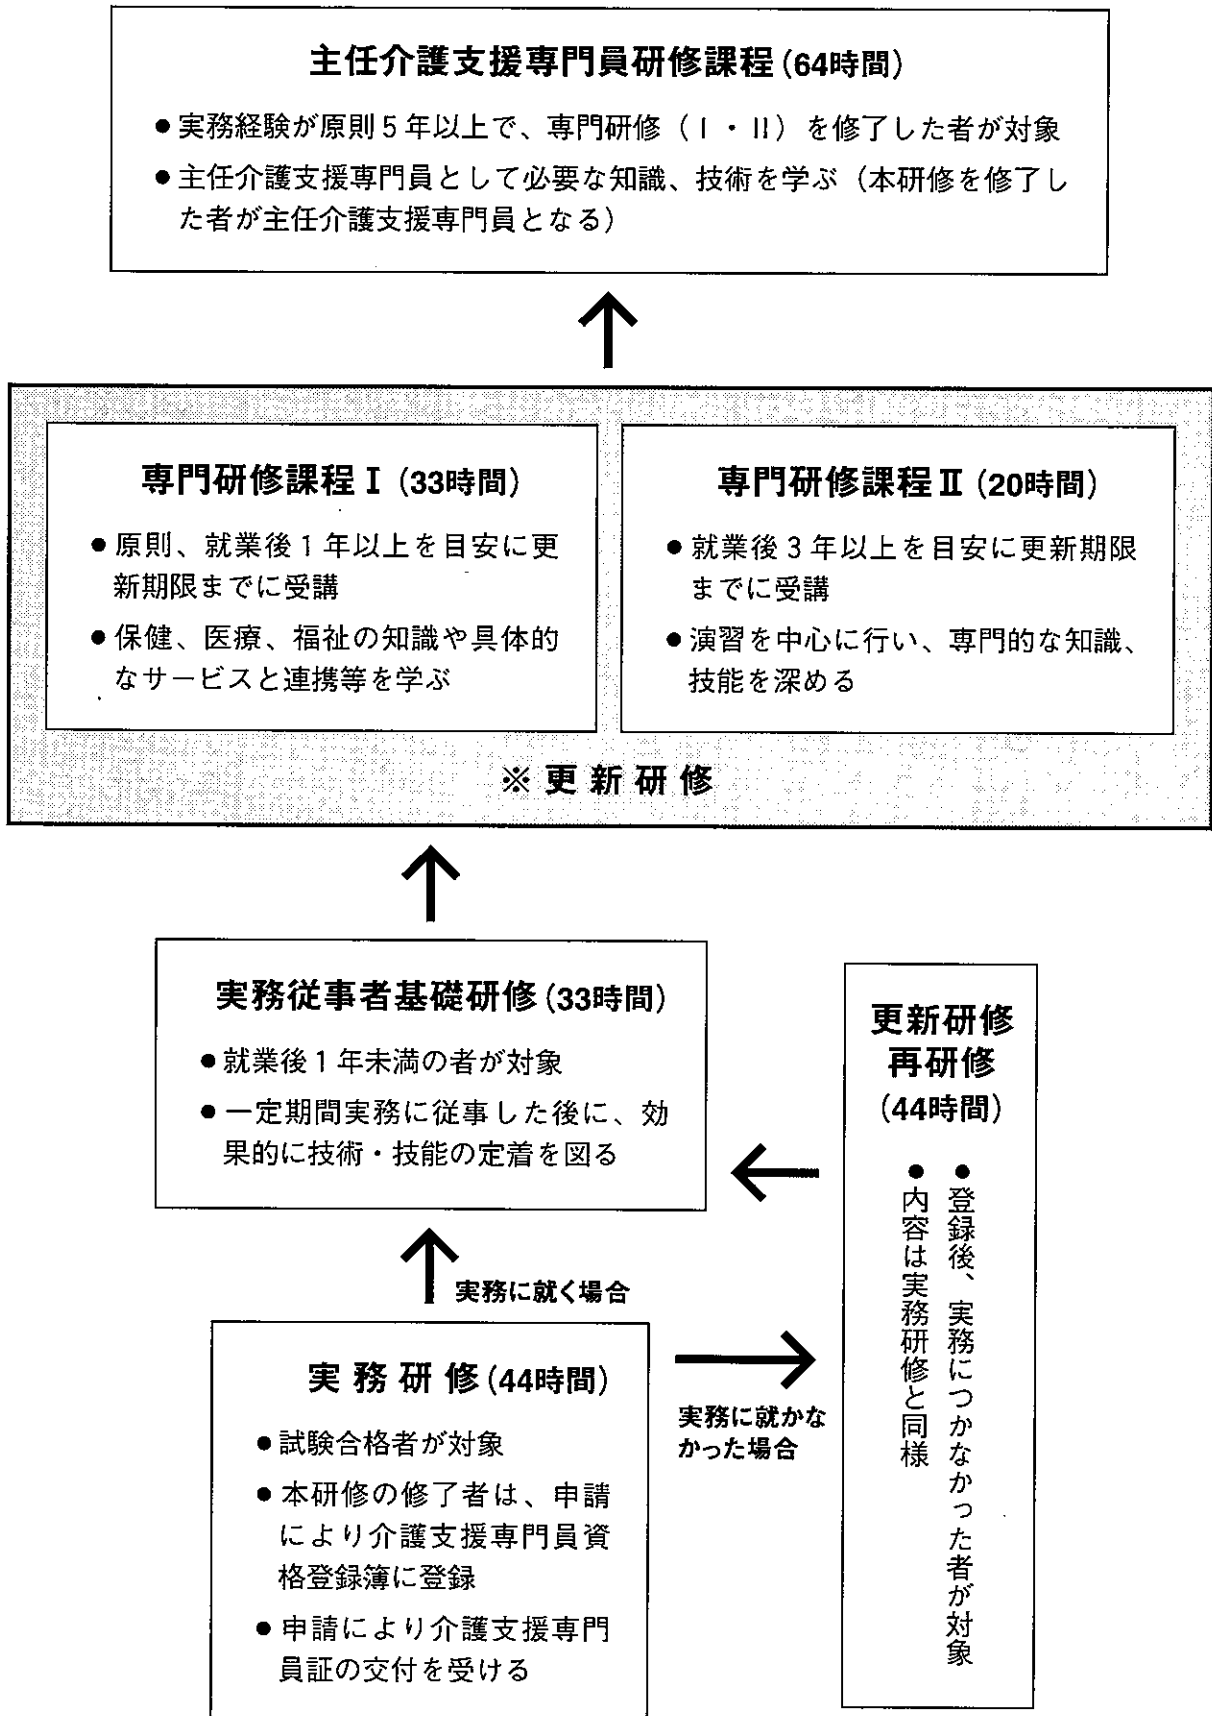 主任介護支援専門員研修課程(64時間)
● 実務経験が原則5年以上で、専門研修(Ⅰ・Ⅱ)を修了した者が対象
● 主任介護支援専門員として必要な知識、技術を学ぶ(本研修を修了し
た者が主任介護支援専門員となる)
専門研修課程Ⅰ(33時間)
● 原則、就業後1年以上を目安に更
新期限までに受講
● 保健、医療、福祉の知識や具体的
なサービスと連携等を学ぶ
専門研修課程Ⅱ(20時間)
● 就業後3年以上を目安に更新期限
までに受講
● 演習を中心に行い、専門的な知識、
技能を深める
※更新研修
実務従事者基礎研修(33時間)
● 就業後1年未満の者が対象
● 一定期間実務に従事した後に、効
果的に技術・技能の定着を図る
更新研修
再研修
(44時間)
● 登録後、実務につかなかった者が対象
● 内容は実務研修と同様
実務に就く場合
実務研修(44時間)
● 試験合格者が対象
● 本研修の修了者は、申請
により介護支援専門員資
格登録簿に登録
● 申請により介護支援専門
員証の交付を受ける
実務に就かな
かった場合